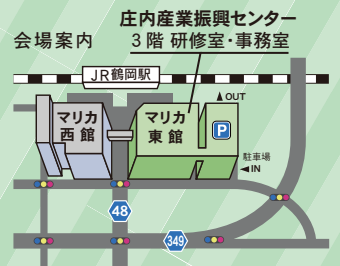 庄内産業振興センター
3階 研修室・事務室
会場案内
JR鶴岡駅
▲OUT
マリカ
西館
マリカ
東館
P
駐車場
◀IN
48
349